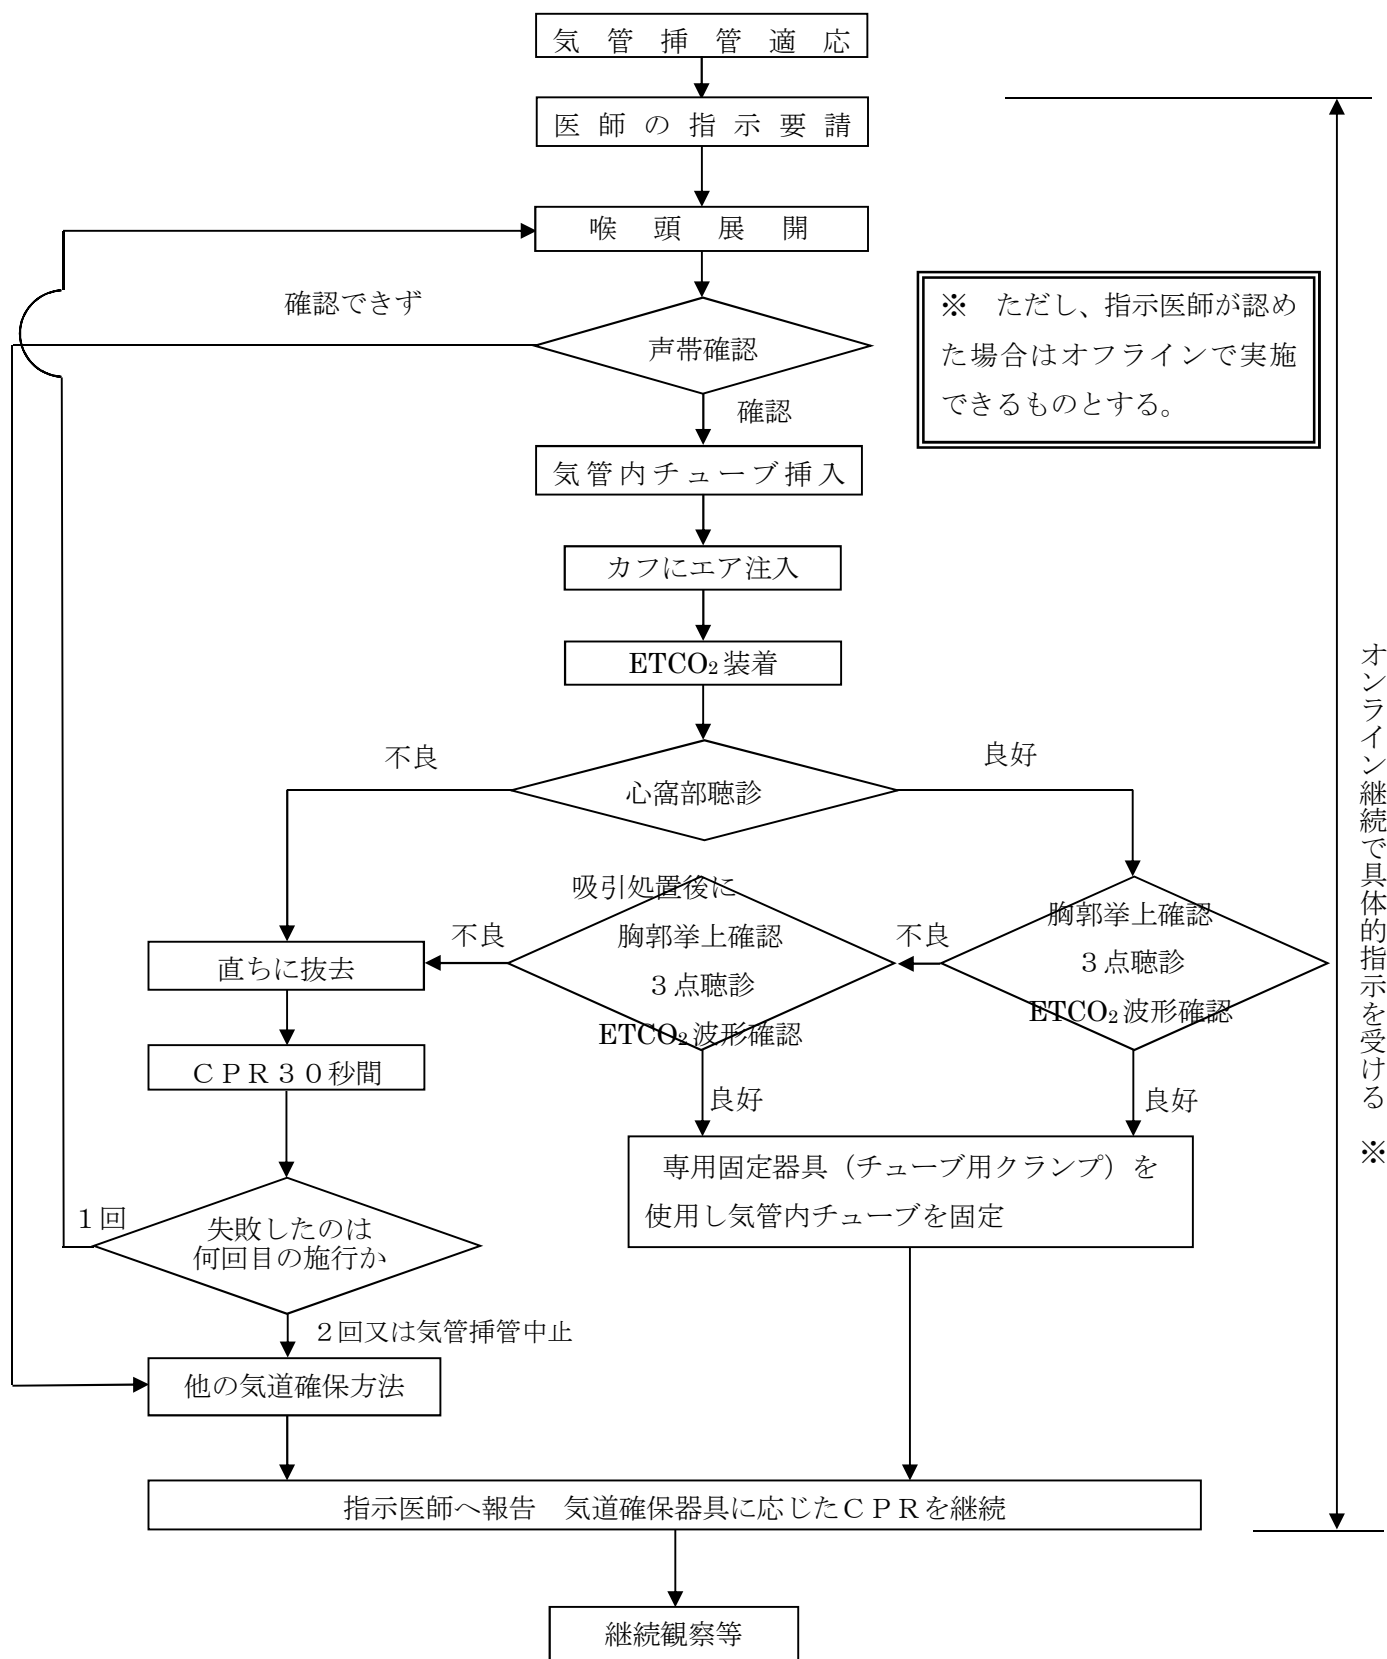 気管挿管適応
医師の指示要請
喉頭展開
確認できず
声帯確認
※　ただし、指示医師が認め
た場合はオフラインで実施
できるものとする。
確認
気管内チューブ挿入
カフにエア注入
ETCO₂装着
不良
良好
心窩部聴診
吸引処置後に
胸郭挙上確認
３点聴診
ETCO₂波形確認
不良
胸郭挙上確認
３点聴診
ETCO₂波形確認
不良
直ちに抜去
ＣＰＲ３０秒間
良好
良好
専用固定器具（チューブ用クランプ）を
使用し気管内チューブを固定
１回
失敗したのは
何回目の施行か
２回又は気管挿管中止
他の気道確保方法
指示医師へ報告　気道確保器具に応じたＣＰＲを継続
継続観察等
オンライン継続で具体的指示を受ける　※